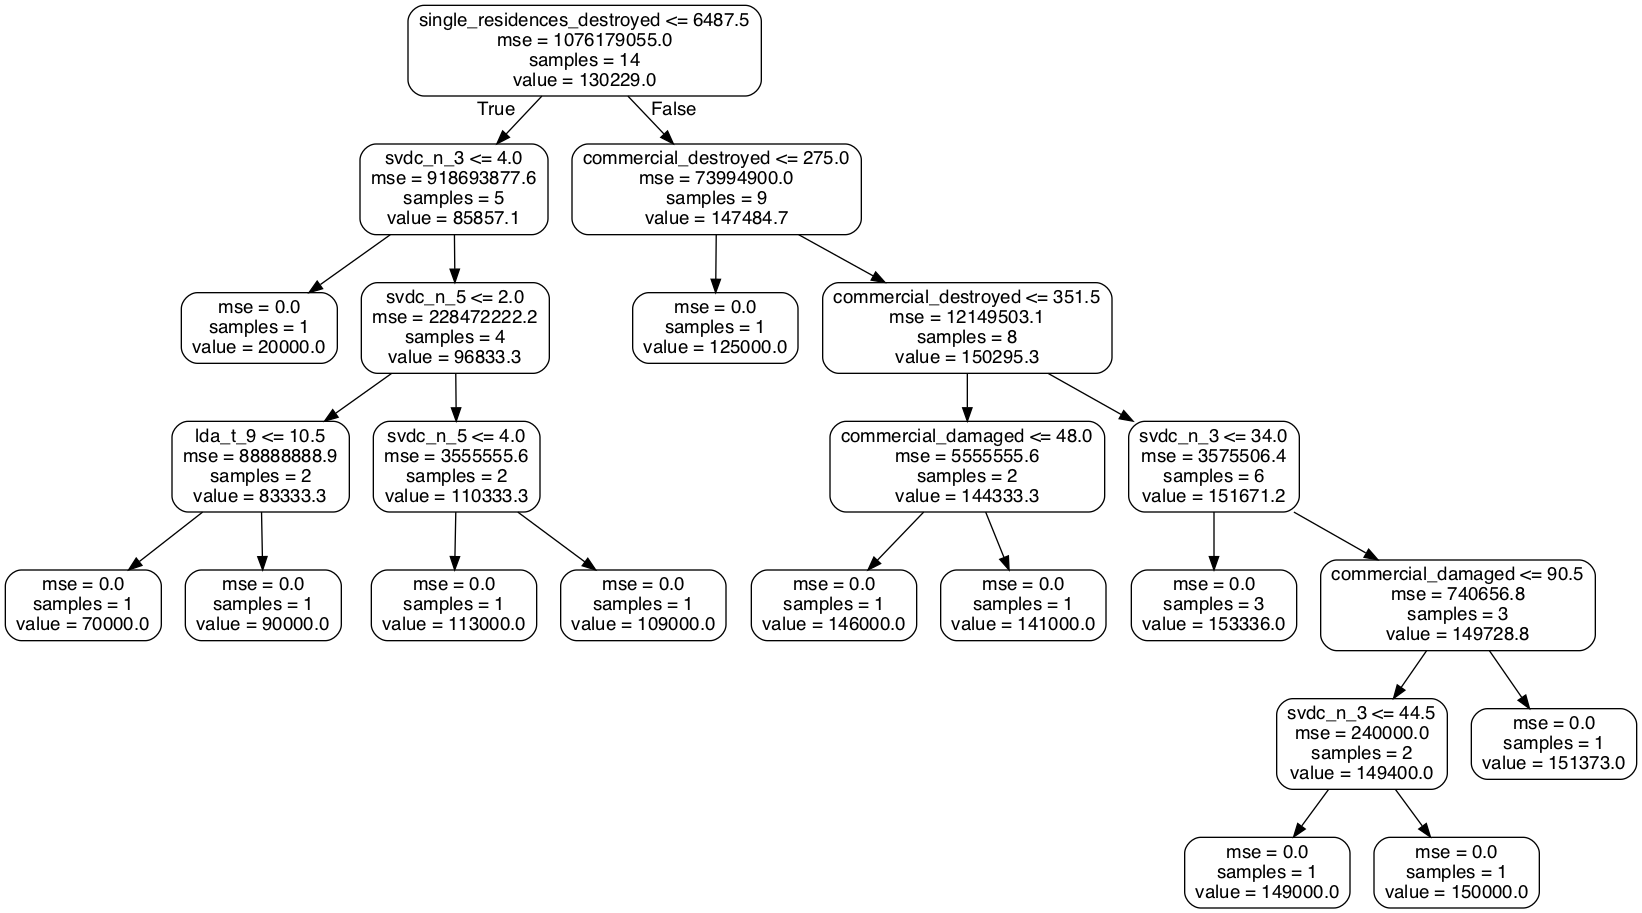 single_residences_destroyed <= 6487.5
mse = 1076179055.0
samples = 14
value = 130229.0
True
False
svdc_n_3 <= 4.0
mse = 918693877.6
samples = 5
value = 85857.1
commercial_destroyed <= 275.0
mse = 73994900.0
samples = 9
value = 147484.7
mse = 0.0
samples = 1
value = 20000.0
svdc_n_5 <= 2.0
mse = 228472222.2
samples = 4
value = 96833.3
mse = 0.0
samples = 1
value = 125000.0
commercial_destroyed <= 351.5
mse = 12149503.1
samples = 8
value = 150295.3
lda_t_9 <= 10.5
mse = 88888888.9
samples = 2
value = 83333.3
svdc_n_5 <= 4.0
mse = 3555555.6
samples = 2
value = 110333.3
commercial_damaged <= 48.0
mse = 5555555.6
samples = 2
value = 144333.3
svdc_n_3 <= 34.0
mse = 3575506.4
samples = 6
value = 151671.2
mse = 0.0
samples = 1
value = 70000.0
mse = 0.0
samples = 1
value = 90000.0
mse = 0.0
samples = 1
value = 113000.0
mse = 0.0
samples = 1
value = 109000.0
mse = 0.0
samples = 1
value = 146000.0
mse = 0.0
samples = 1
value = 141000.0
mse = 0.0
samples = 3
value = 153336.0
commercial_damaged <= 90.5
mse = 740656.8
samples = 3
value = 149728.8
svdc_n_3 <= 44.5
mse = 240000.0
samples = 2
value = 149400.0
mse = 0.0
samples = 1
value = 151373.0
mse = 0.0
samples = 1
value = 149000.0
mse = 0.0
samples = 1
value = 150000.0